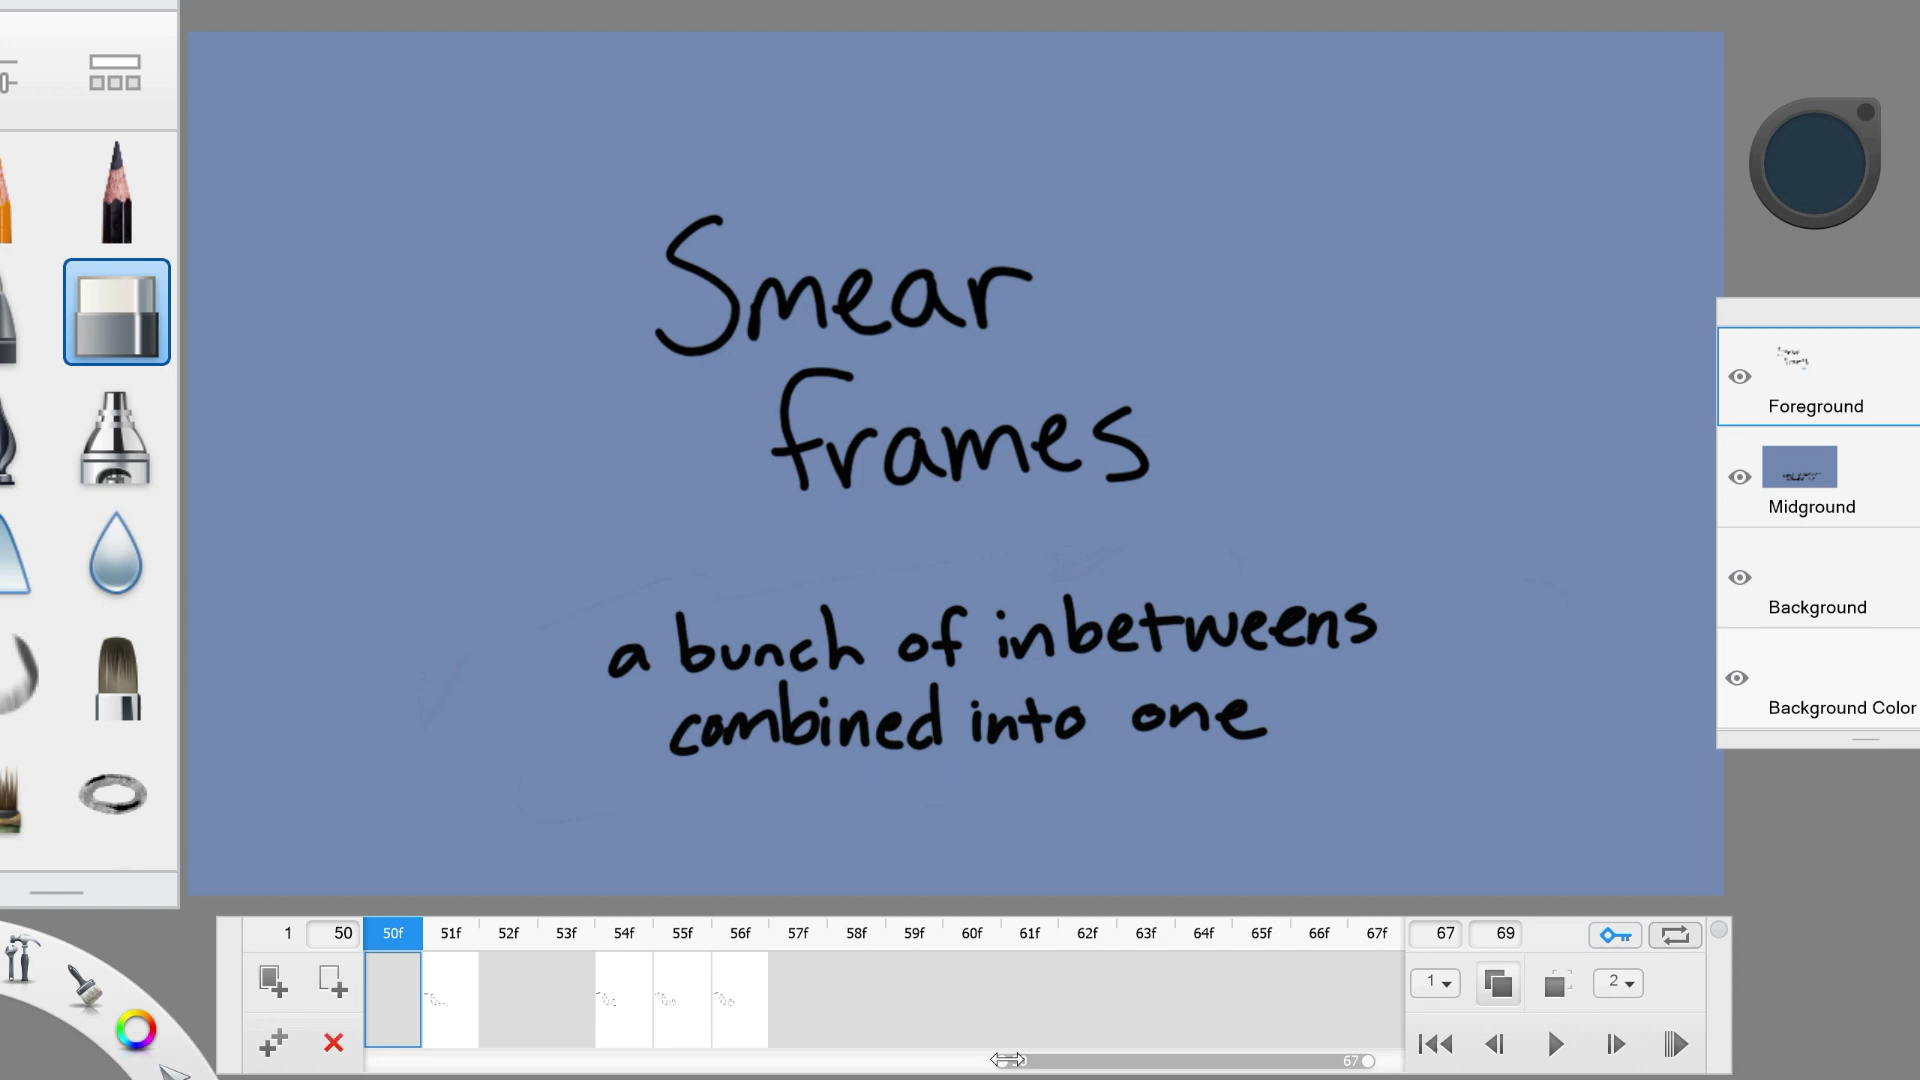 Smear
frames
a bunch of inbetweens
combined into one
Foreground
Midground
Background
Background Color
1 50 50f 51f 52f 53f 54f 55f 56f 57f 58f 59f 60f 61f 62f 63f 64f 65f 66f 67f 67 69
1 2
67